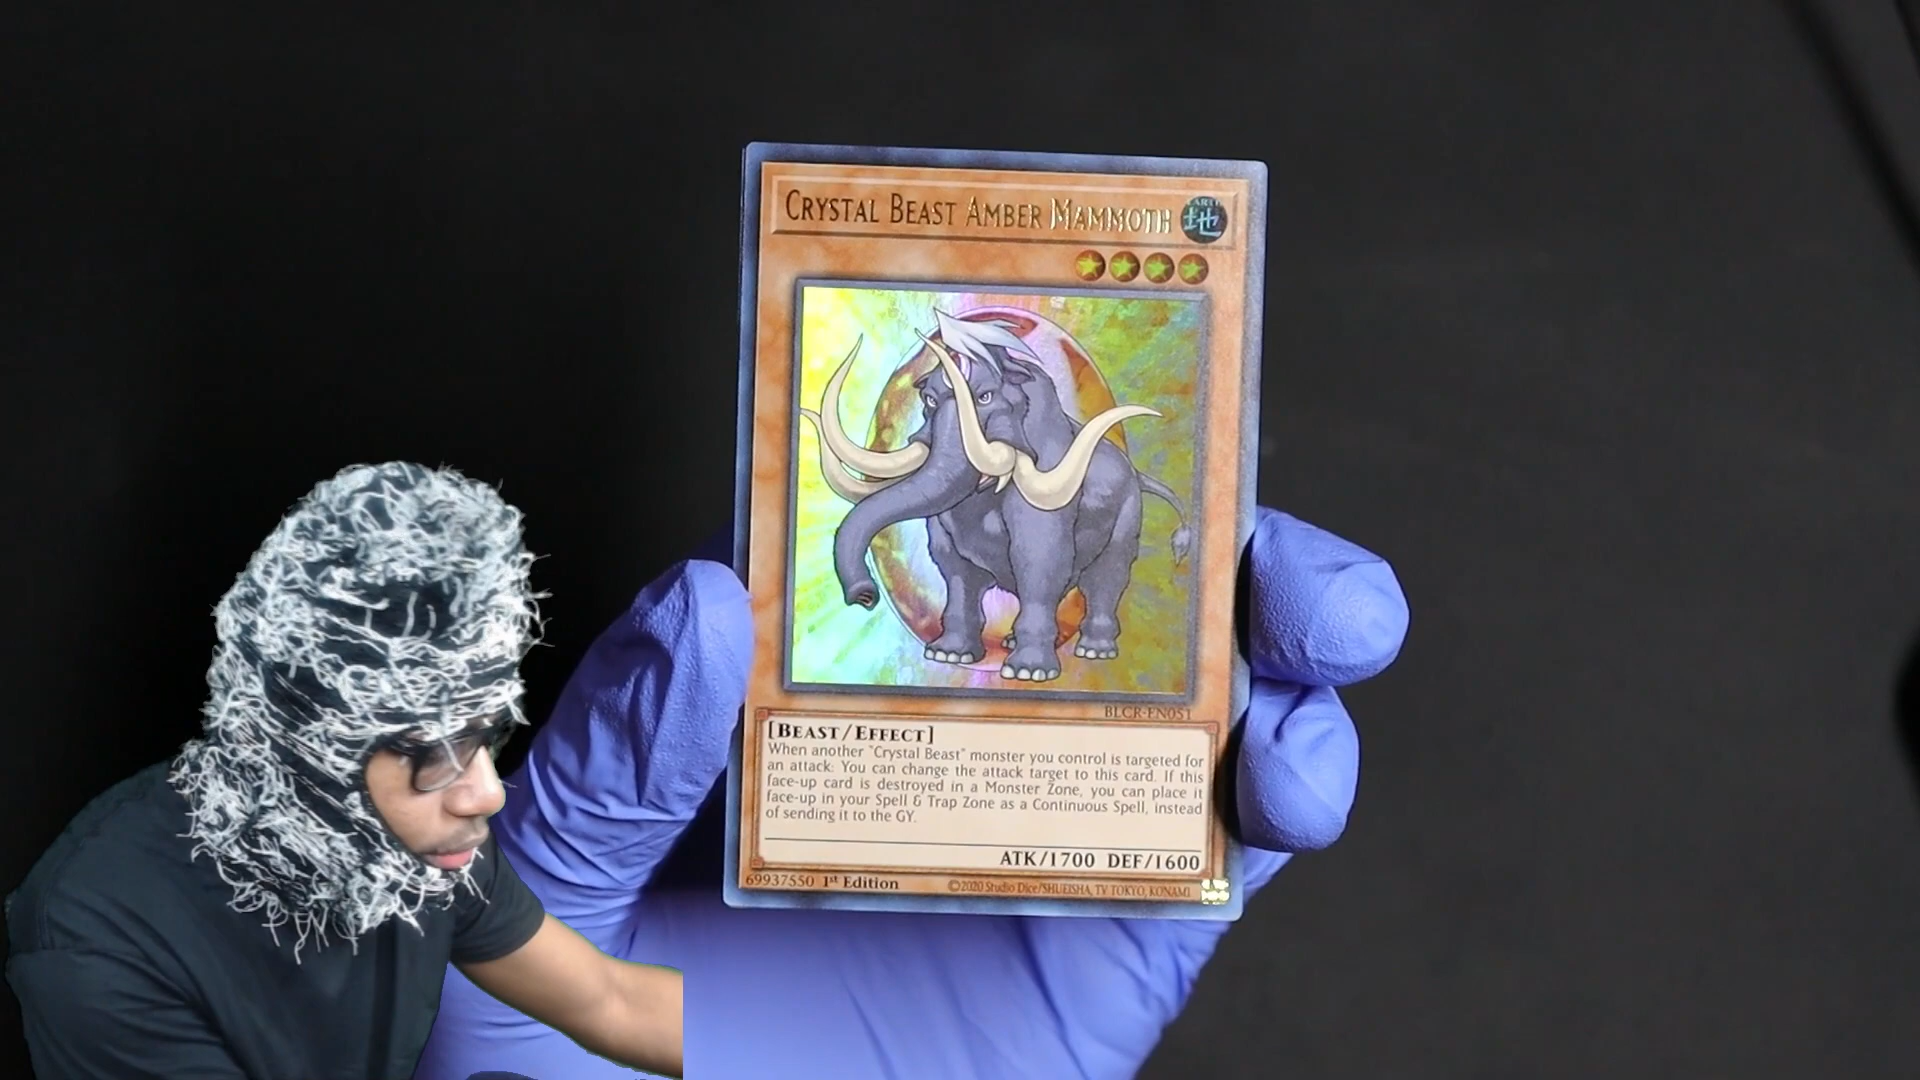 CRYSTAL BEAST AMBER MAMMOTH
EARTH
地
BLCR-EN051
[BEAST/EFFECT]
When another "Crystal Beast" monster you control is targeted for
an attack: You can change the attack target to this card. If this
face-up card is destroyed in a Monster Zone, you can place it
face-up in your Spell & Trap Zone as a Continuous Spell, instead
of sending it to the GY.
ATK/1700 DEF/1600
69937550 1st Edition ©2020 Studio Dice/SHUEISHA, TV TOKYO, KONAMI